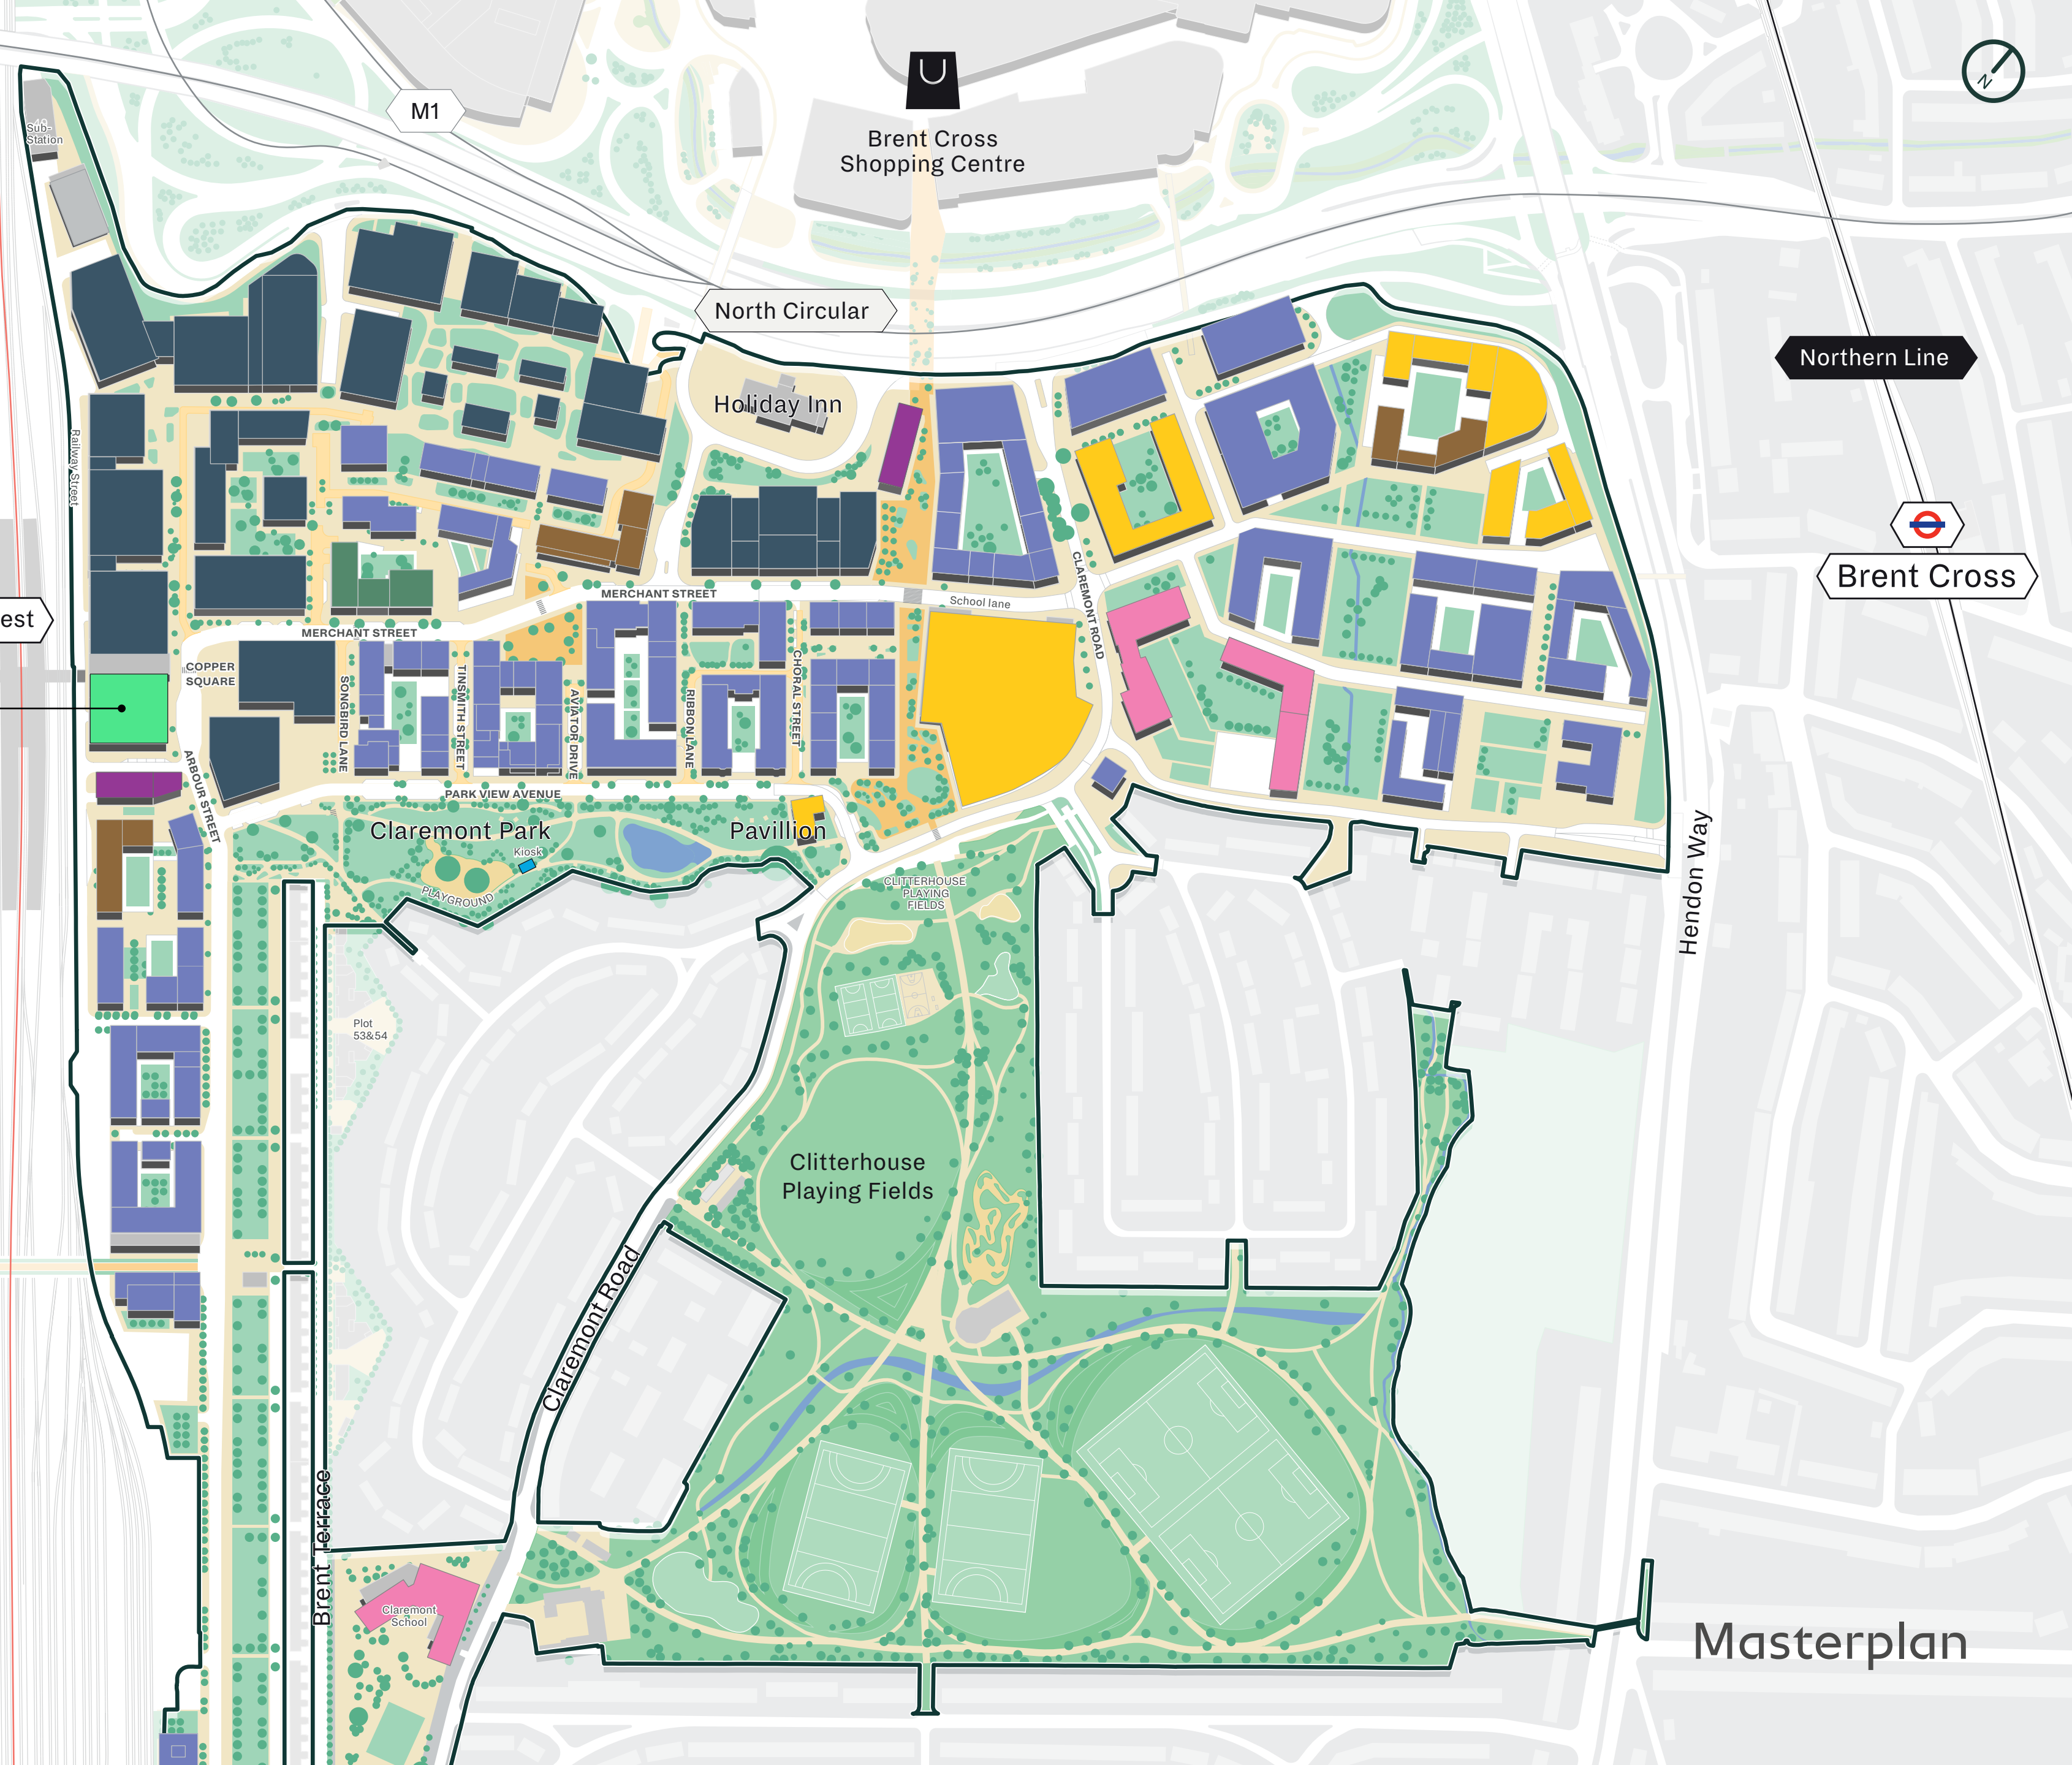 M1
Brent Cross
Shopping Centre
N
Sub-
Station
North Circular
Northern Line
Holiday Inn
Railway Street
Brent Cross
est
MERCHANT STREET
School lane
CLAREMONT ROAD
MERCHANT STREET
COPPER
SQUARE
SONGBIRD LANE
TINSMITH STREET
AVIATOR DRIVE
RIBBON LANE
CHORAL STREET
ARBOUR STREET
PARK VIEW AVENUE
Claremont Park
Pavillion
Kiosk
PLAYGROUND
CLITTERHOUSE
PLAYING
FIELDS
Hendon Way
Plot
53&54
Clitterhouse
Playing Fields
Claremont Road
Brent Terrace
Claremont
School
Masterplan